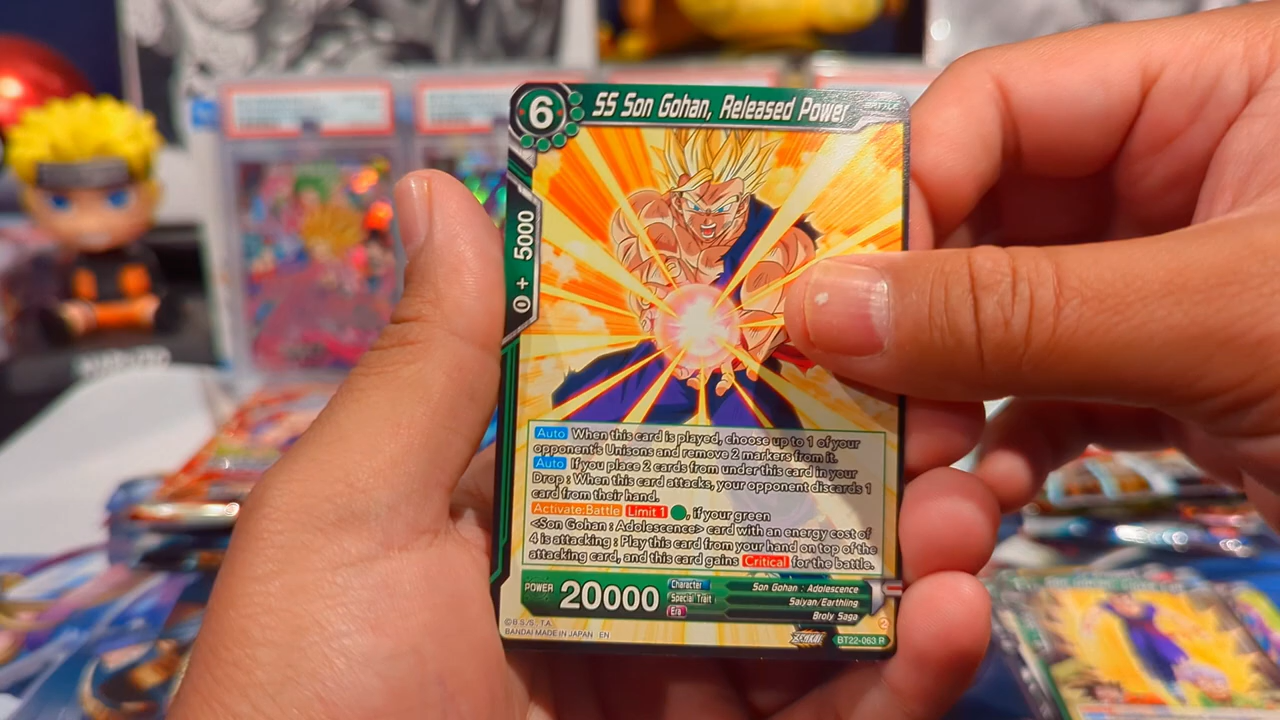 6
SS Son Gohan, Released Power
BATTLE
0 + 5000
Auto When this card is played, choose up to 1 of your
opponent's Unisons and remove 2 markers from it.
Auto If you place 2 cards from under this card in your
Drop : When this card attacks, your opponent discards 1
card from their hand.
Activate:Battle Limit 1 , if your green
<Son Gohan : Adolescence> card with an energy cost of
4 is attacking : Play this card from your hand on top of the
attacking card, and this card gains Critical for the battle.
POWER 20000
Character Son Gohan : Adolescence
Special Trait Saiyan/Earthling
Era Broly Saga
©B.S./S., T.A.
BANDAI MADE IN JAPAN EN
ZENKAI
BT22-063 R
NARUTO